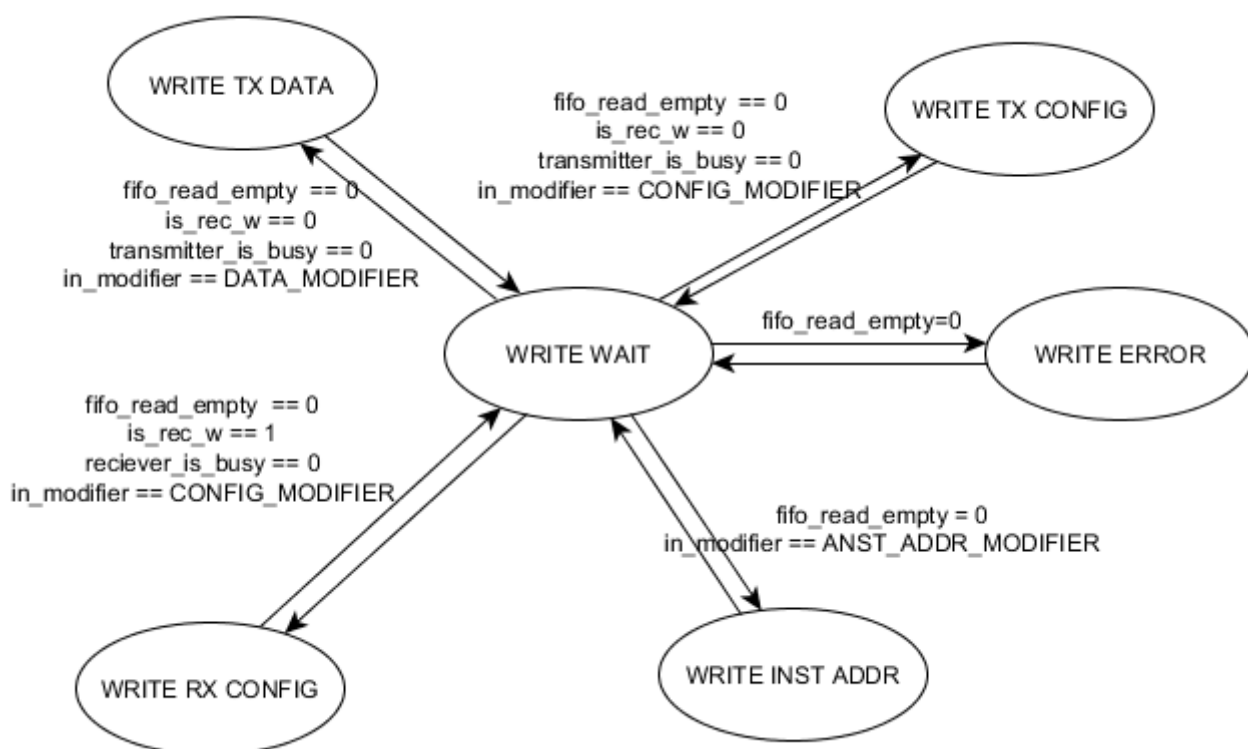 WRITE TX DATA
fifo_read_empty == 0
is_rec_w == 0
transmitter_is_busy == 0
in_modifier == CONFIG_MODIFIER
WRITE TX CONFIG
fifo_read_empty == 0
is_rec_w == 0
transmitter_is_busy == 0
in_modifier == DATA_MODIFIER
WRITE WAIT
fifo_read_empty=0
WRITE ERROR
fifo_read_empty == 0
is_rec_w == 1
reciever_is_busy == 0
in_modifier == CONFIG_MODIFIER
fifo_read_empty = 0
in_modifier == ANST_ADDR_MODIFIER
WRITE RX CONFIG
WRITE INST ADDR